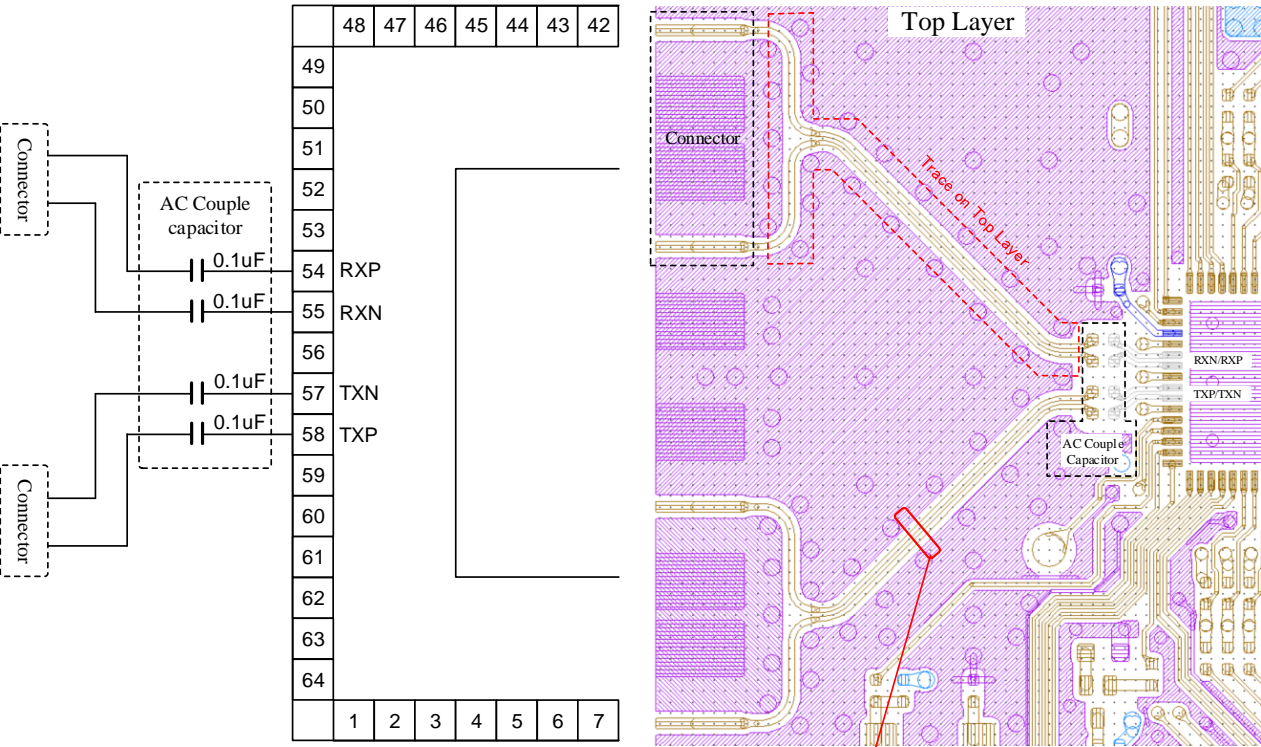 48 47 46 45 44 43 42
49
50
51
52
53
54 RXP
55 RXN
56
57 TXN
58 TXP
59
60
61
62
63
64
1 2 3 4 5 6 7
Connector
AC Couple
capacitor
0.1uF
0.1uF
0.1uF
0.1uF
Connector
Top Layer
Connector
Trace on Top Layer
RXN/RXP
TXP/TXN
AC Couple
Capacitor